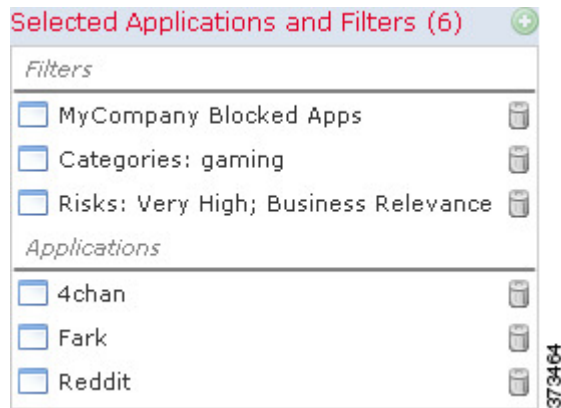 Selected Applications and Filters (6)
Filters
MyCompany Blocked Apps
Categories: gaming
Risks: Very High; Business Relevance
Applications
4chan
Fark
Reddit
373464